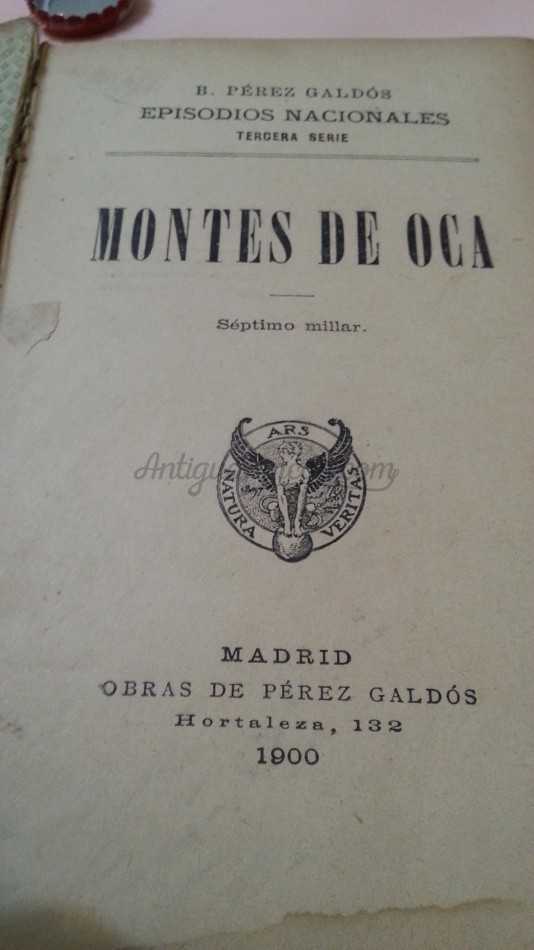 B. PÉREZ GALDÓS
EPISODIOS NACIONALES
TERCERA SERIE
MONTES DE OCA
Séptimo millar.
ARS
NATURA
VERITAS
MADRID
OBRAS DE PÉREZ GALDÓS
Hortaleza, 132
1900